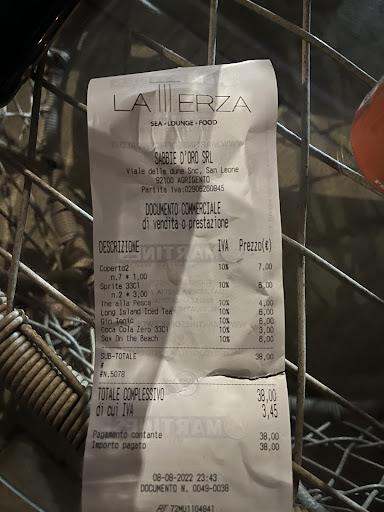 LA TERZA
SEA • LOUNGE • FOOD
SABBIE D'ORO SRL
Viale delle dune Snc, San Leone
92100 AGRIGENTO
Partita Iva:02906260845
DOCUMENTO COMMERCIALE
di vendita o prestazione
DESCRIZIONE IVA Prezzo(€)
Coperto2 10% 7,00
n.7 * 1,00
Sprite 33Cl 10% 6,00
n.2 * 3,00
The alla Pesca 10% 4,00
Long Island Iced Tea 10% 6,00
Gin Tonic 10% 6,00
Coca Cola Zero 33Cl 10% 3,00
Sex On the Beach 10% 6,00
SUB-TOTALE 38,00
#
#N.5078
TOTALE COMPLESSIVO 38,00
di cui IVA 3,45
Pagamento contante 38,00
Importo pagato 38,00
08-08-2022 23:43
DOCUMENTO N. 0049-0038
RT 72MU1104841